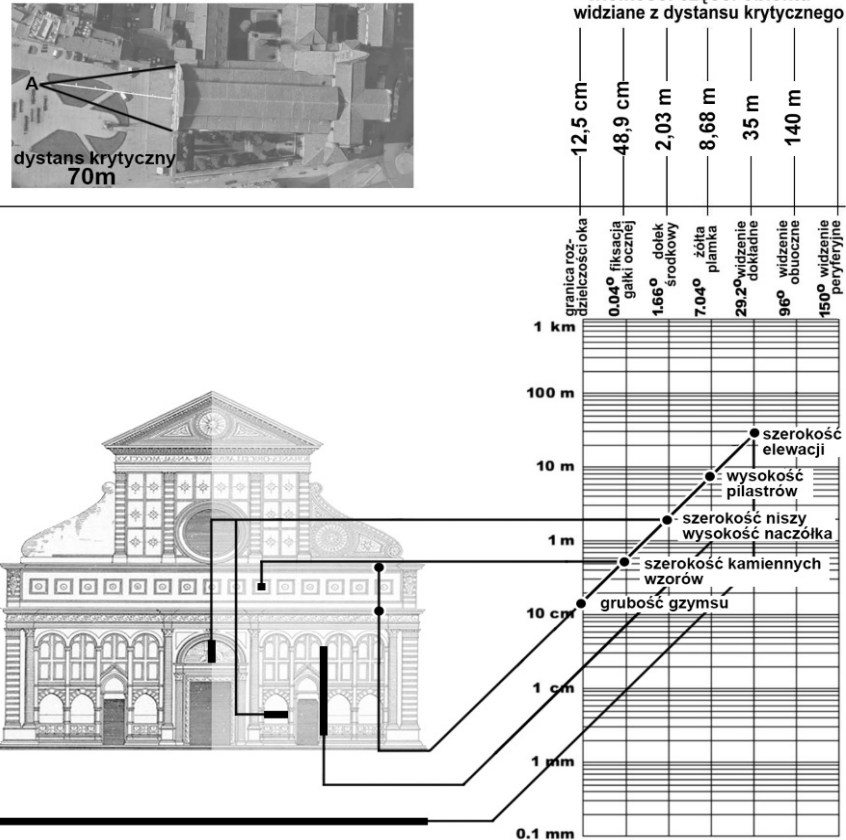 widziane z dystansu krytycznego
A
dystans krytyczny
70m
12,5 cm
48,9 cm
2,03 m
8,68 m
35 m
140 m
granica roz-
dzielczości oka
0.04° fiksacja
gałki ocznej
1.66° dołek
środkowy
7.04° żółta
plamka
29.2° widzenie
dokładne
96° widzenie
obuoczne
150° widzenie
peryferyjne
1 km
100 m
10 m
1 m
10 cm
1 cm
1 mm
0.1 mm
szerokość
elewacji
wysokość
pilastrów
szerokość niszy
wysokość naczółka
szerokość kamiennych
wzorów
grubość gzymsu